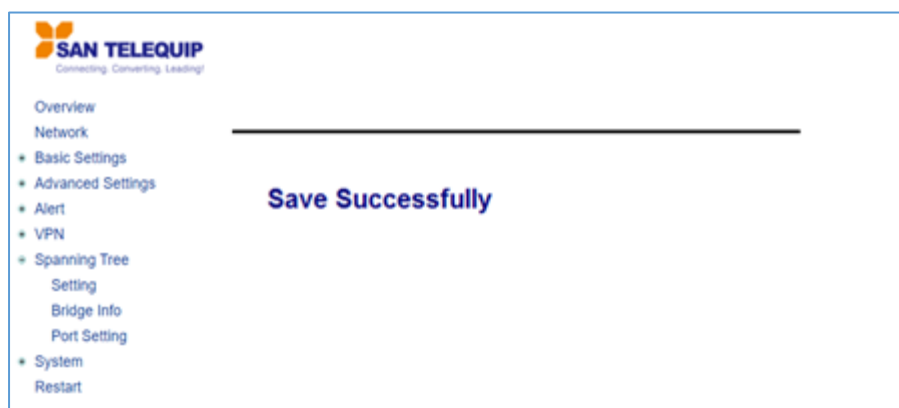 SAN TELEQUIP
Connecting. Converting. Leading!
Overview
Network
Basic Settings
Advanced Settings
Alert
VPN
Spanning Tree
Setting
Bridge Info
Port Setting
System
Restart
Save Successfully